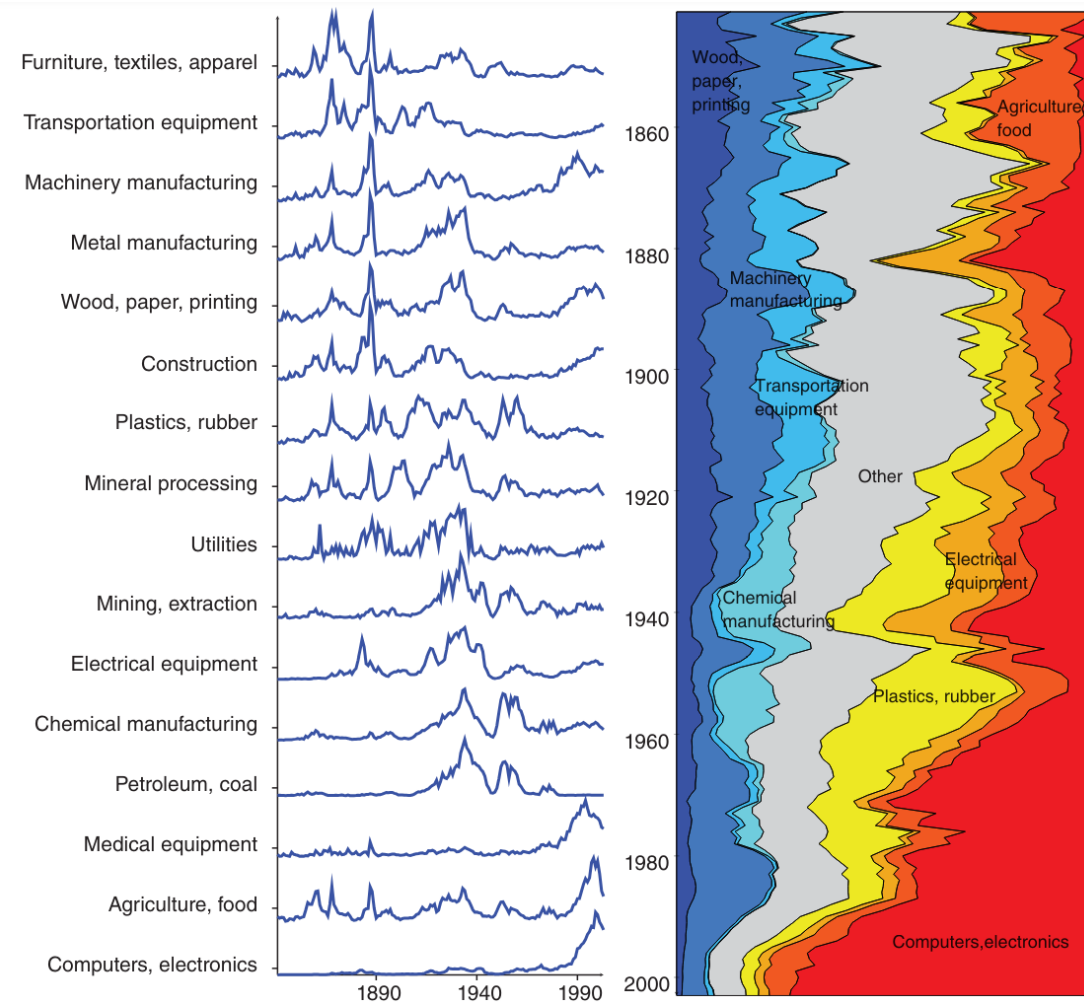 Furniture, textiles, apparel
Transportation equipment
Machinery manufacturing
Metal manufacturing
Wood, paper, printing
Construction
Plastics, rubber
Mineral processing
Utilities
Mining, extraction
Electrical equipment
Chemical manufacturing
Petroleum, coal
Medical equipment
Agriculture, food
Computers, electronics
1890 1940 1990
1860
1880
1900
1920
1940
1960
1980
2000
Wood,
paper,
printing
Agriculture,
food
Machinery
manufacturing
Transportation
equipment
Other
Electrical
equipment
Chemical
manufacturing
Plastics, rubber
Computers,electronics